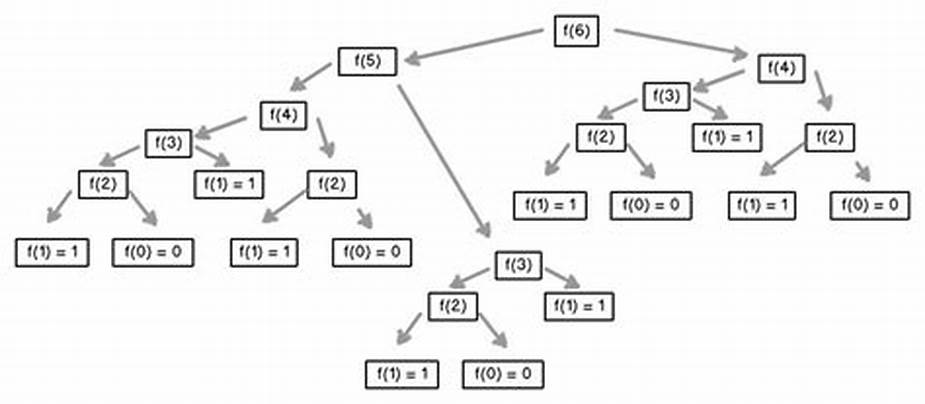 f(6)
f(5)
f(4)
f(4)
f(3)
f(3)
f(2)
f(1) = 1
f(2)
f(2)
f(1) = 1
f(2)
f(1) = 1
f(0) = 0
f(1) = 1
f(0) = 0
f(1) = 1
f(0) = 0
f(1) = 1
f(0) = 0
f(3)
f(2)
f(1) = 1
f(1) = 1
f(0) = 0